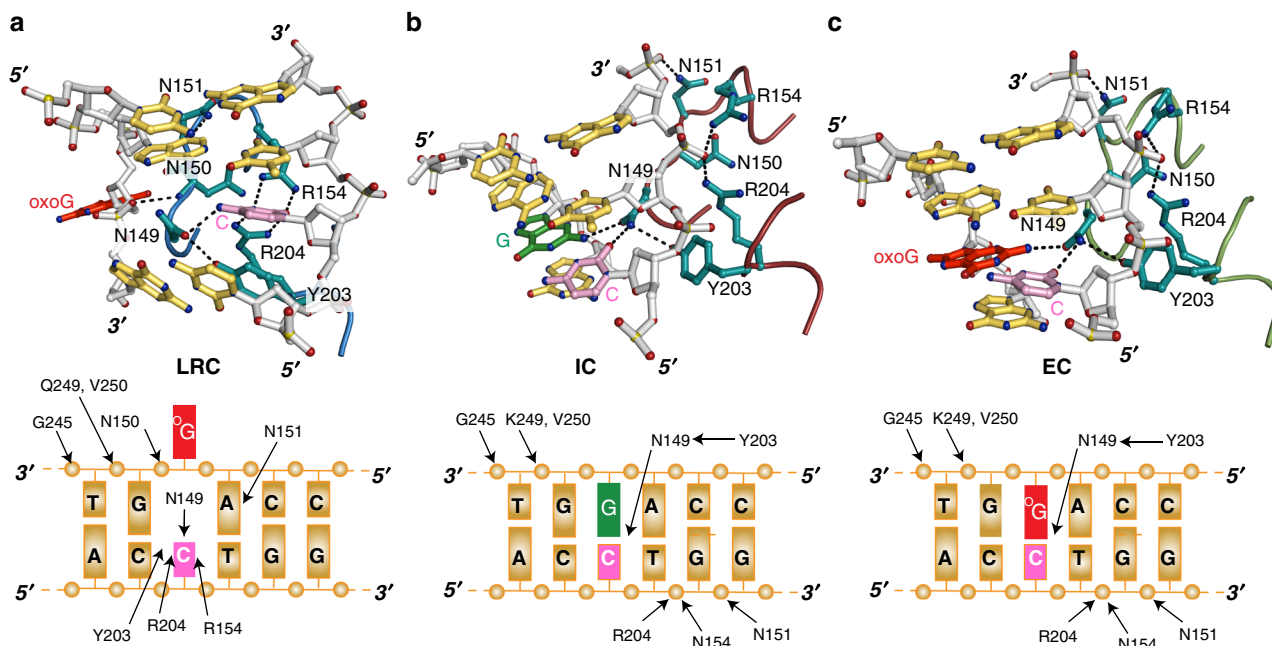 a
b
c
3′
5′
N151
N150
oxoG
R154
C
N149
R204
Y203
3′
5′
LRC
3′
N151
R154
5′
N149
N150
R204
G
Y203
C
5′
IC
3′
N151
R154
5′
N150
R204
oxoG
Y203
C
5′
EC
Q249, V250
G245
N150
oG
N151
3′
5′
T G A C C
N149
A C C T G G
5′
3′
Y203
R204
R154
G245
K249, V250
N149
Y203
3′
5′
T G G A C C
A C C T G G
5′
3′
R204
N154
N151
G245
K249, V250
N149
Y203
3′
5′
T G oG A C C
A C C T G G
5′
3′
R204
N154
N151